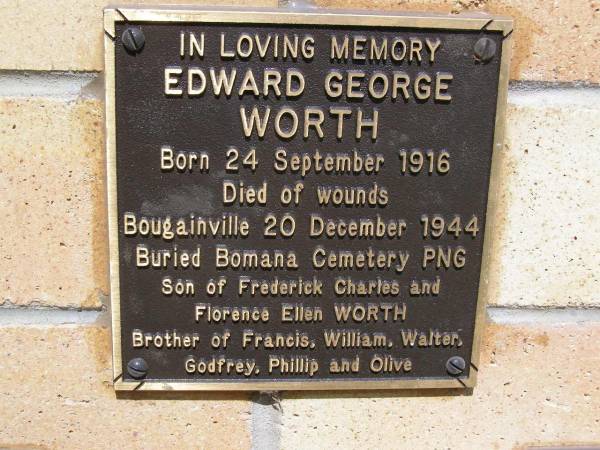 IN LOVING MEMORY
EDWARD GEORGE
WORTH
Born 24 September 1916
Died of wounds
Bougainville 20 December 1944
Buried Bomana Cemetery PNG
Son of Frederick Charles and
Florence Ellen WORTH
Brother of Francis, William, Walter,
Godfrey, Phillip and Olive